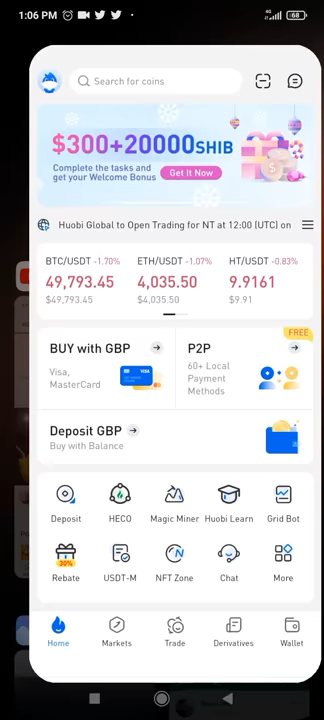 1:06 PM
4G
68
Search for coins
$300+20000SHIB
Complete the tasks and
get your Welcome Bonus
Get It Now
Huobi Global to Open Trading for NT at 12:00 (UTC) on
BTC/USDT -1.70%
49,793.45
$49,793.45
ETH/USDT -1.07%
4,035.50
$4,035.50
HT/USDT -0.83%
9.9161
$9.91
BUY with GBP
Visa,
MasterCard
VISA
FREE
P2P
60+ Local
Payment
Methods
Deposit GBP
Buy with Balance
Deposit
HECO
Magic Miner
Huobi Learn
Grid Bot
30%
Rebate
USDT-M
NFT Zone
Chat
More
Home
Markets
Trade
Derivatives
Wallet